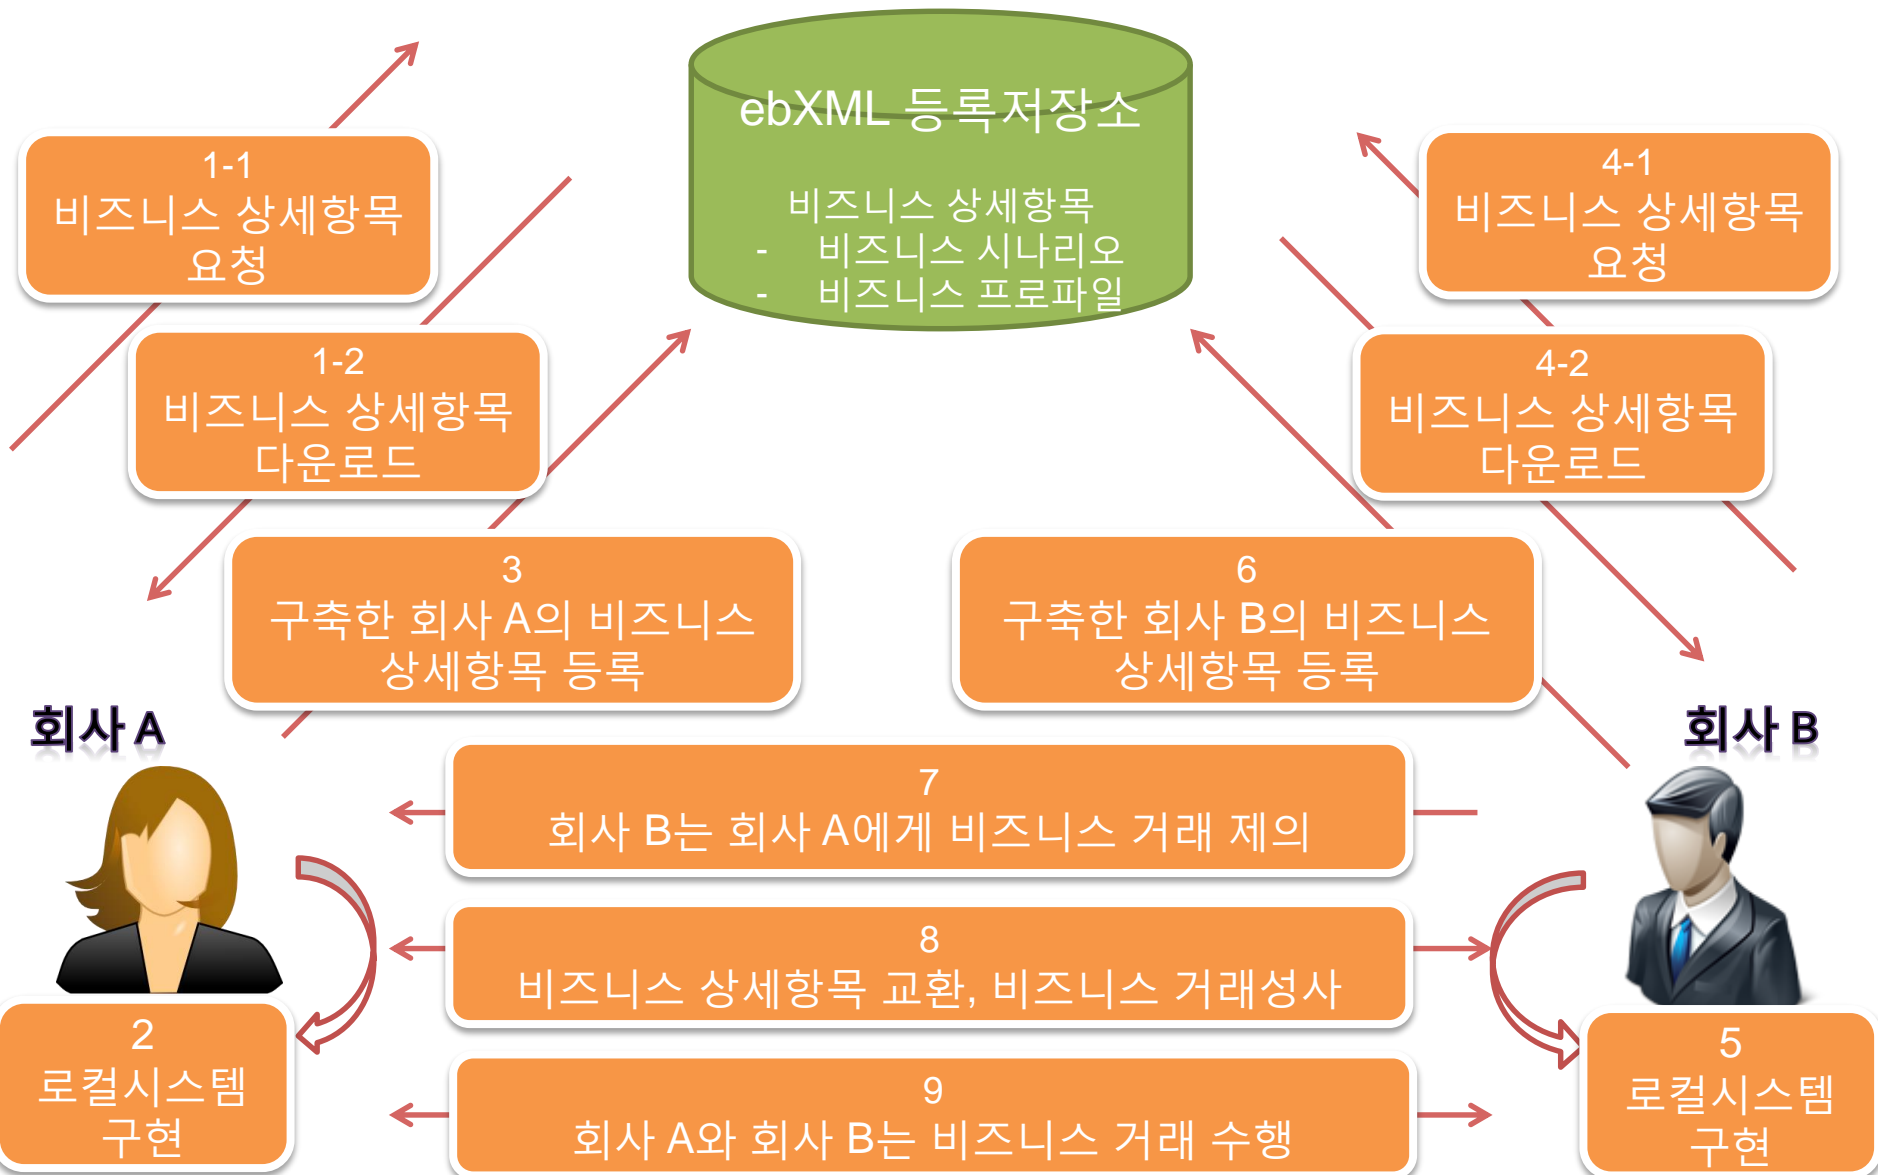 ebXML 등록저장소
비즈니스 상세항목
- 비즈니스 시나리오
- 비즈니스 프로파일
1-1
비즈니스 상세항목
요청
1-2
비즈니스 상세항목
다운로드
3
구축한 회사 A의 비즈니스
상세항목 등록
4-1
비즈니스 상세항목
요청
4-2
비즈니스 상세항목
다운로드
6
구축한 회사 B의 비즈니스
상세항목 등록
회사 A
회사 B
7
회사 B는 회사 A에게 비즈니스 거래 제의
8
비즈니스 상세항목 교환, 비즈니스 거래성사
9
회사 A와 회사 B는 비즈니스 거래 수행
2
로컬시스템
구현
5
로컬시스템
구현